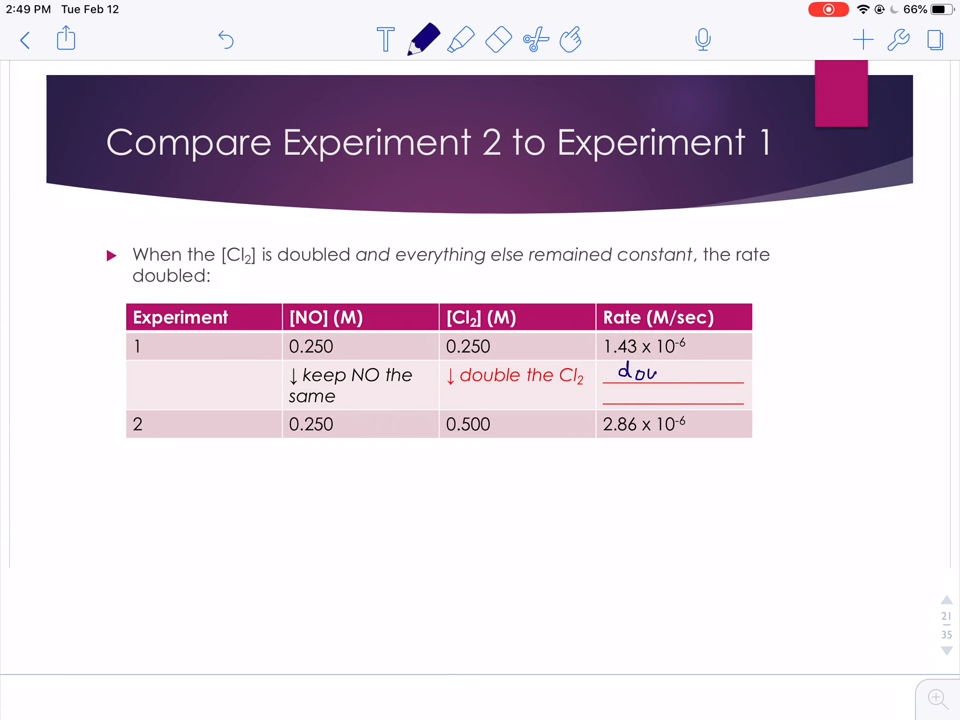 2:49 PM Tue Feb 12
66%
T
Compare Experiment 2 to Experiment 1
When the [Cl₂] is doubled and everything else remained constant, the rate
doubled:
Experiment [NO] (M) [Cl₂] (M) Rate (M/sec)
1 0.250 0.250 1.43 x 10⁻⁶
↓ keep NO the same ↓ double the Cl₂ dou
2 0.250 0.500 2.86 x 10⁻⁶
21
35